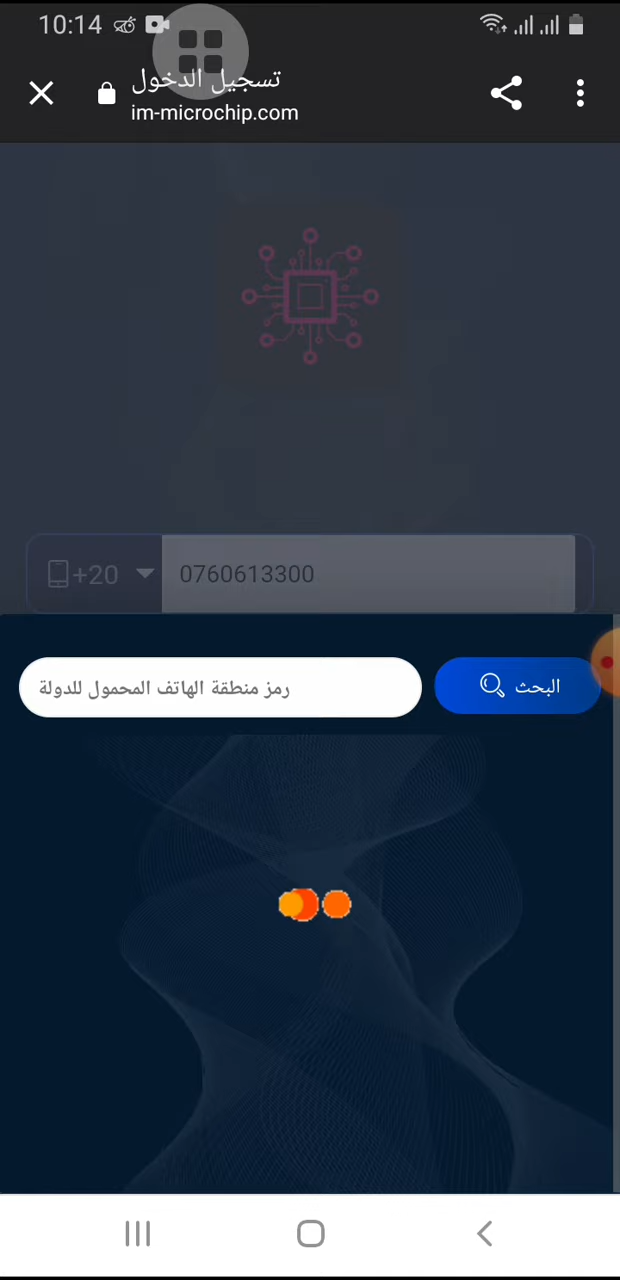 10:14
تسجيل الدخول
im-microchip.com
+20
0760613300
رمز منطقة الهاتف المحمول للدولة
البحث